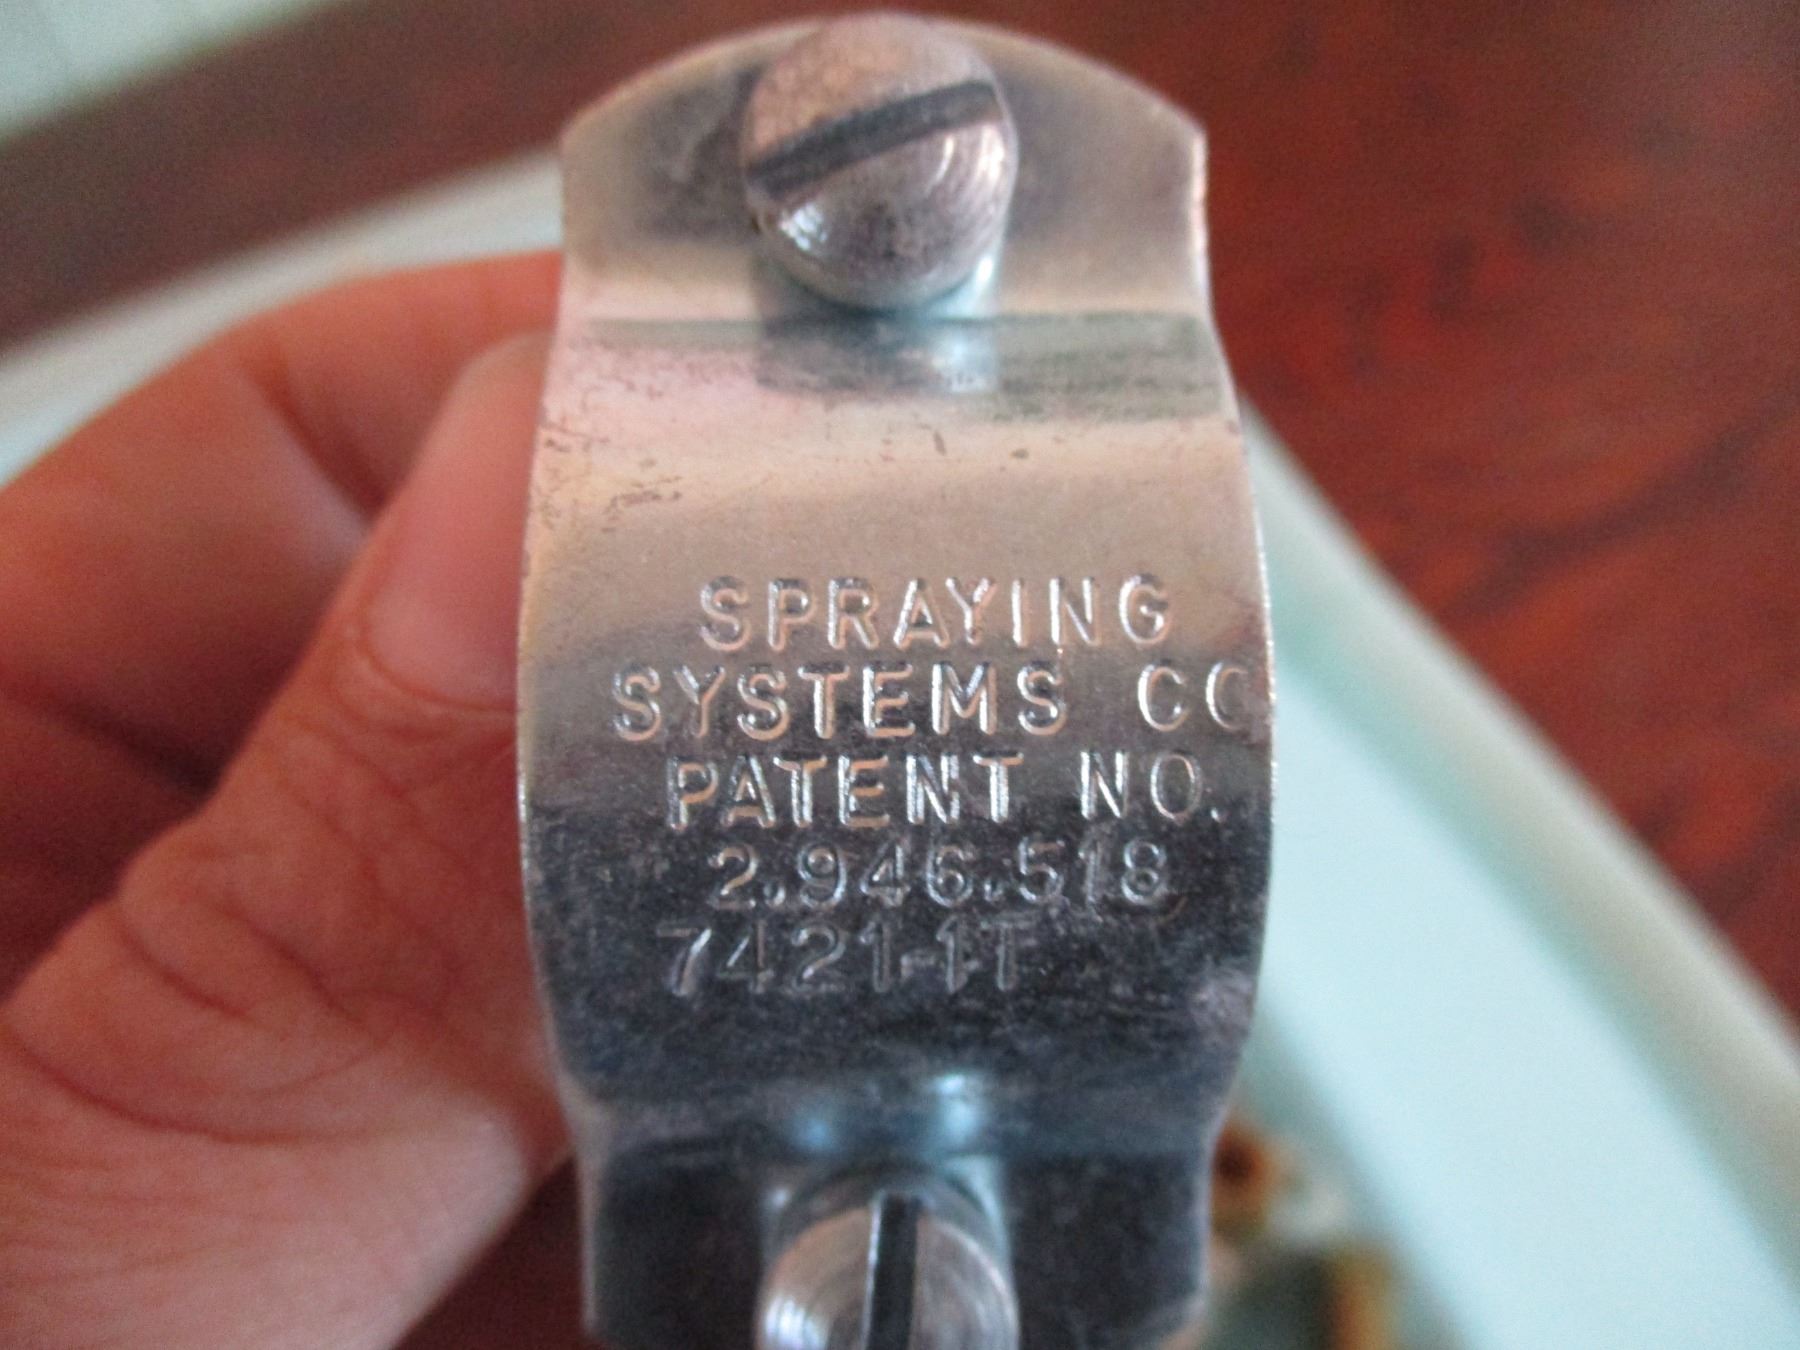 SPRAYING
SYSTEMS CO
PATENT NO.
2.946.518
7421-1T